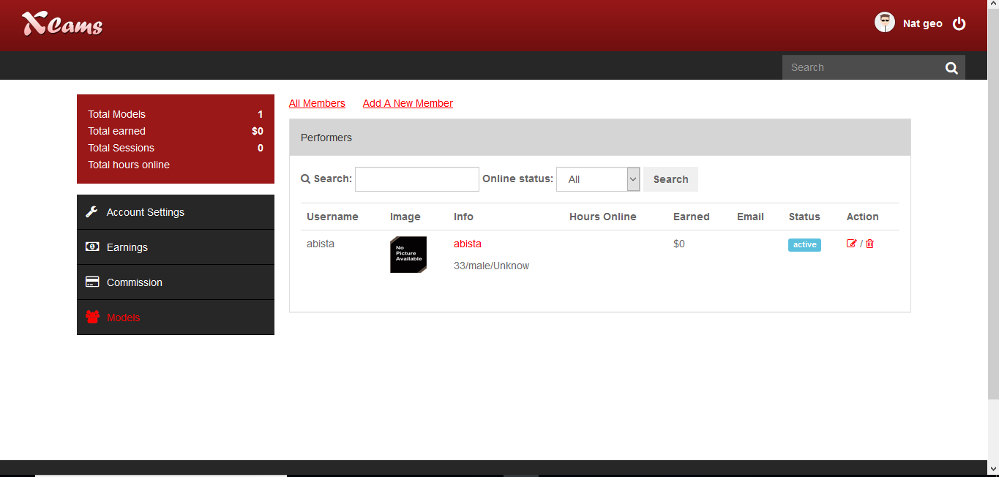 XCams
Nat geo
Search
Total Models 1
Total earned $0
Total Sessions 0
Total hours online
Account Settings
Earnings
Commission
Models
All Members Add A New Member
Performers
Search: Online status: All Search
Username Image Info Hours Online Earned Email Status Action
abista No Picture Available abista $0 active /
33/male/Unknow